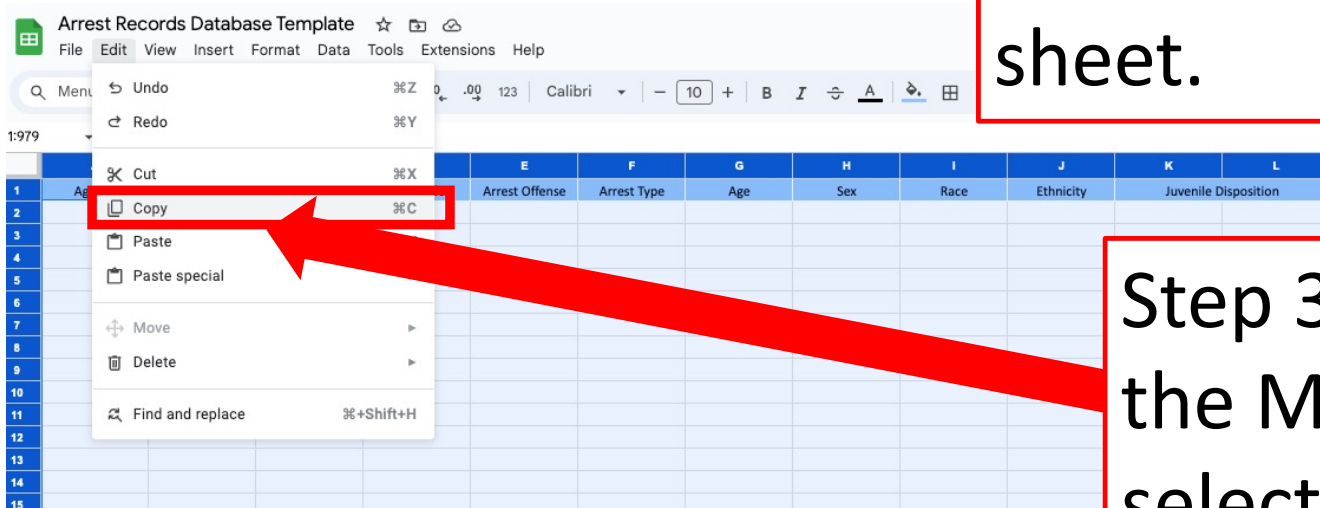 Arrest Records Database Template
sheet.
File Edit View Insert Format Data Tools Extensions Help
Undo ⌘Z
123 Calibri - 10 + B I A
Redo ⌘Y
1:979
Cut ⌘X
E F G H I J K L
1 Arrest Offense Arrest Type Age Sex Race Ethnicity Juvenile Disposition
Copy ⌘C
2
3
Paste
4
Step 3
5
Paste special
6
7
Move
8
Delete
9
10
the M
11
Find and replace ⌘+Shift+H
12
13
14
select
15